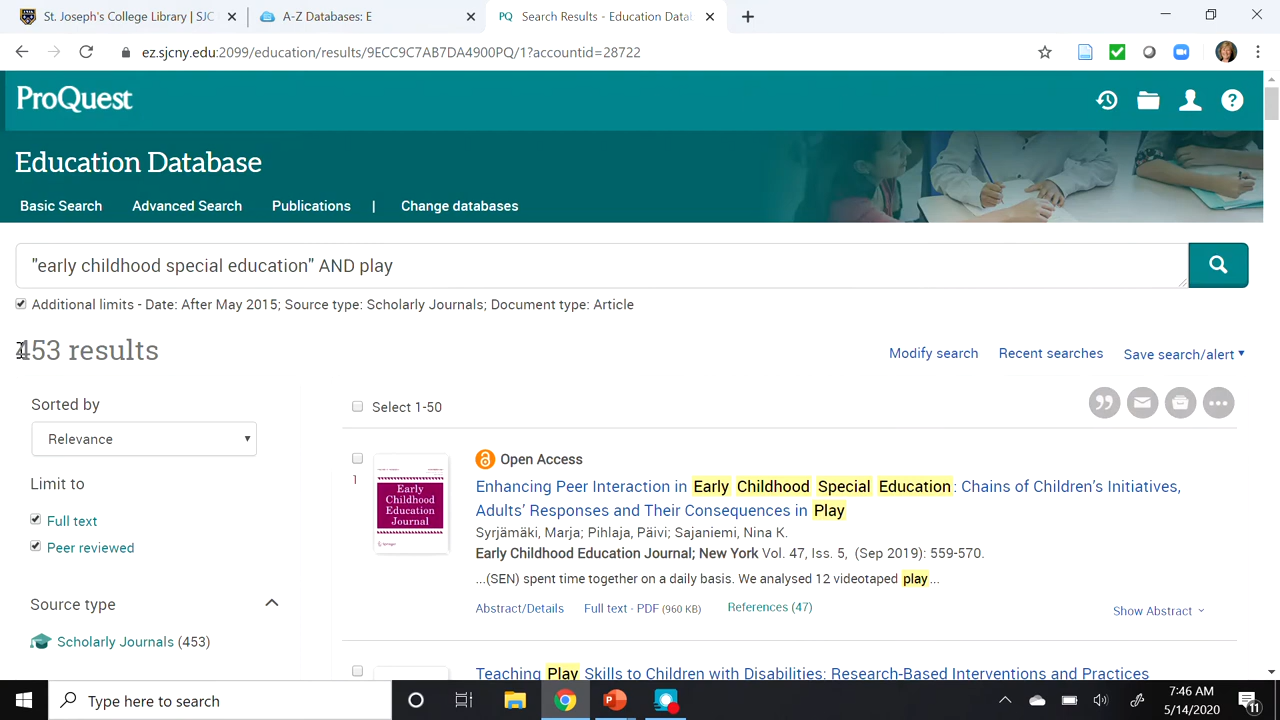 St. Joseph's College Library | SJC
A-Z Databases: E
PQ Search Results - Education Data
ez.sjcny.edu:2099/education/results/9ECC9C7AB7DA4900PQ/1?accountid=28722
ProQuest
Education Database
Basic Search Advanced Search Publications | Change databases
"early childhood special education" AND play
Additional limits - Date: After May 2015; Source type: Scholarly Journals; Document type: Article
453 results
Modify search Recent searches Save search/alert
Sorted by
Relevance
Limit to
Full text
Peer reviewed
Source type
Scholarly Journals (453)
Select 1-50
1
Early
Childhood
Education
Journal
Open Access
Enhancing Peer Interaction in Early Childhood Special Education: Chains of Children's Initiatives,
Adults' Responses and Their Consequences in Play
Syrjämäki, Marja; Pihlaja, Päivi; Sajaniemi, Nina K.
Early Childhood Education Journal; New York Vol. 47, Iss. 5, (Sep 2019): 559-570.
...(SEN) spent time together on a daily basis. We analysed 12 videotaped play...
Abstract/Details Full text - PDF (960 KB) References (47) Show Abstract
Teaching Play Skills to Children with Disabilities: Research-Based Interventions and Practices
Type here to search
7:46 AM
5/14/2020
11